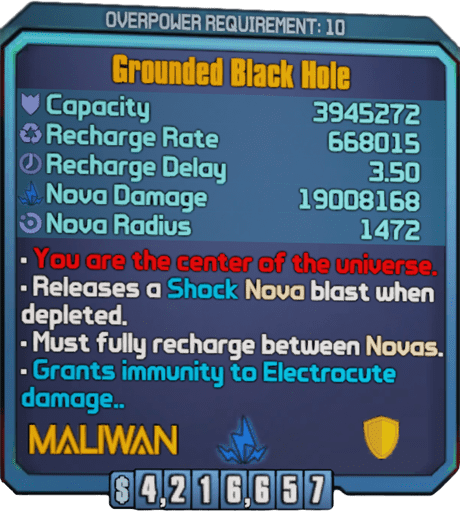 OVERPOWER REQUIREMENT: 10
Grounded Black Hole
Capacity 3945272
Recharge Rate 668015
Recharge Delay 3.50
Nova Damage 19008168
Nova Radius 1472
• You are the center of the universe.
• Releases a Shock Nova blast when
depleted.
• Must fully recharge between Novas.
• Grants immunity to Electrocute
damage..
MALIWAN
$ 4,216,657